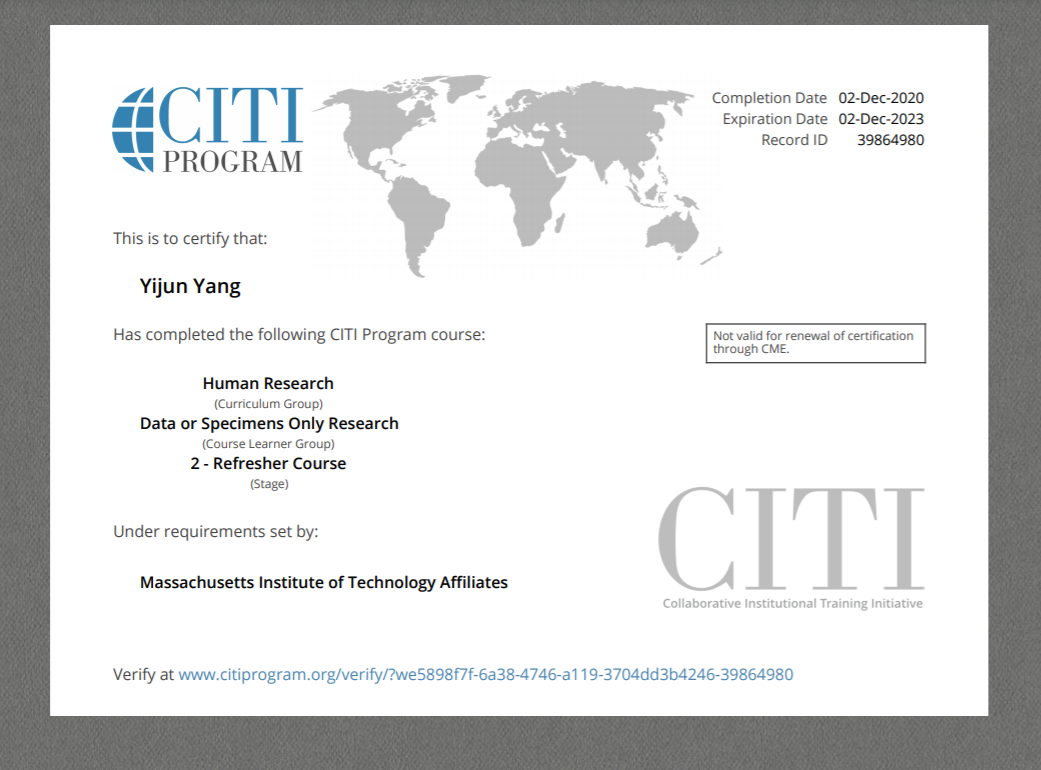 CITI
PROGRAM
Completion Date 02-Dec-2020
Expiration Date 02-Dec-2023
Record ID 39864980
This is to certify that:
Yijun Yang
Has completed the following CITI Program course:
Not valid for renewal of certification
through CME.
Human Research
(Curriculum Group)
Data or Specimens Only Research
(Course Learner Group)
2 - Refresher Course
(Stage)
Under requirements set by:
Massachusetts Institute of Technology Affiliates
CITI
Collaborative Institutional Training Initiative
Verify at www.citiprogram.org/verify/?we5898f7f-6a38-4746-a119-3704dd3b4246-39864980